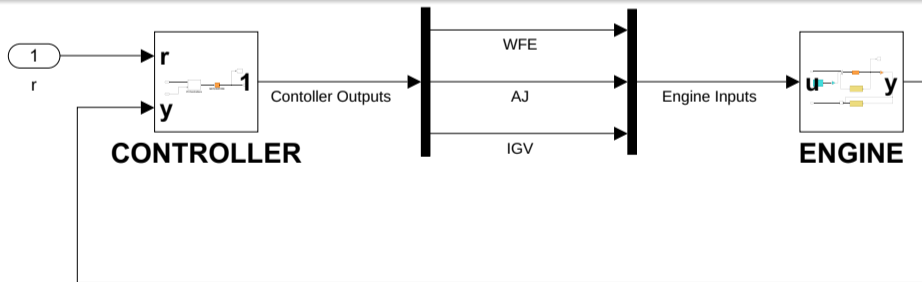 1
r
r
y
1
CONTROLLER
Contoller Outputs
WFE
AJ
IGV
Engine Inputs
u
y
ENGINE